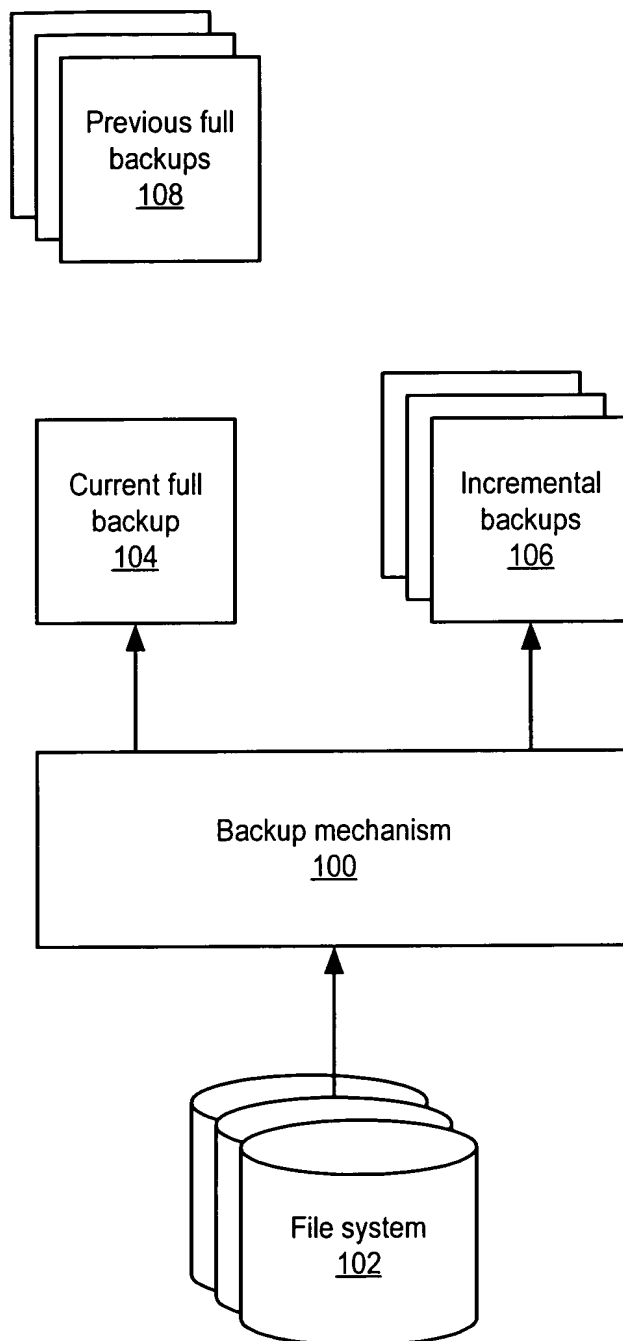 Previous full
backups
108
Current full
backup
104
Incremental
backups
106
Backup mechanism
100
File system
102